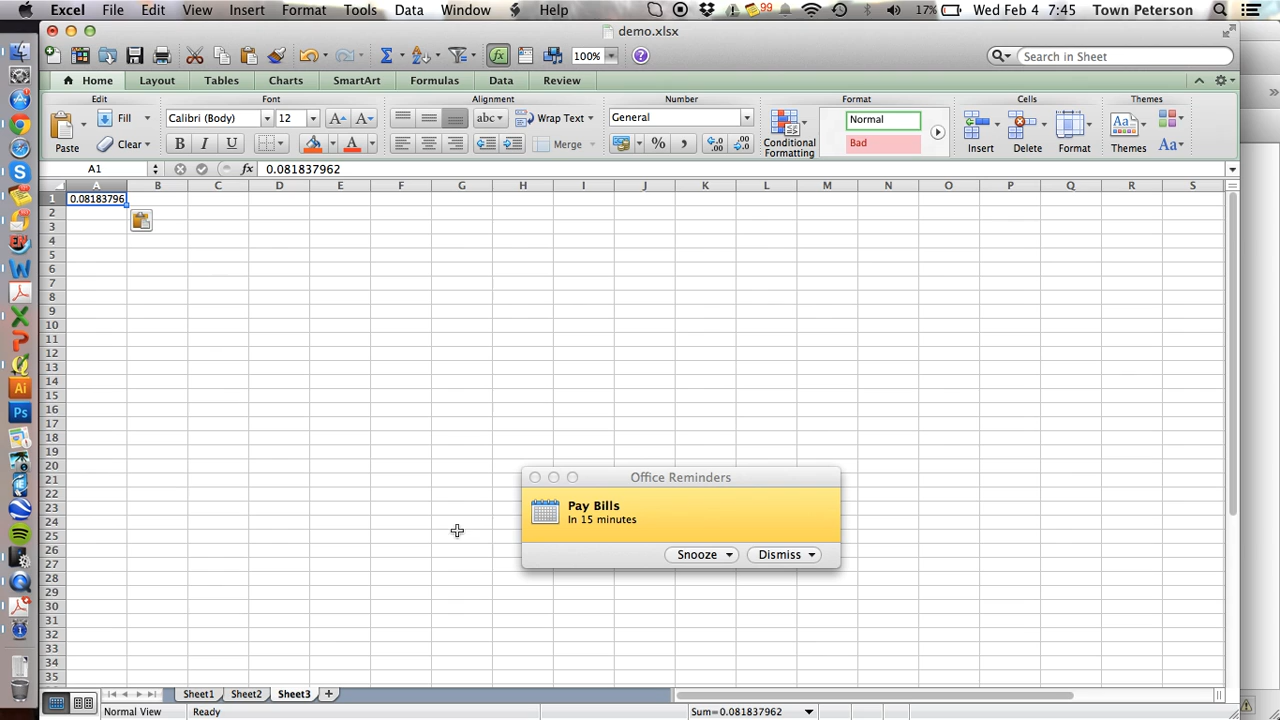 Excel File Edit View Insert Format Tools Data Window Help 99 17% Wed Feb 4 7:45 Town Peterson
demo.xlsx
100% Search in Sheet
Home Layout Tables Charts SmartArt Formulas Data Review
Edit Font Alignment Number Format Cells Themes
Fill Calibri (Body) 12 A A abc Wrap Text General Normal Aa
Paste Clear B I U A Merge % , Conditional Formatting Bad Insert Delete Format Themes Aa
A1 fx 0.081837962
A B C D E F G H I J K L M N O P Q R S
1 0.08183796
2
3
4
5
6
7
8
9
10
11
12
13
14
15
16
17
18
19
20
21
22
23
24
25
26
27
28
29
30
31
32
33
34
35
Office Reminders
Pay Bills
In 15 minutes
Snooze Dismiss
Sheet1 Sheet2 Sheet3
Normal View Ready Sum=0.081837962